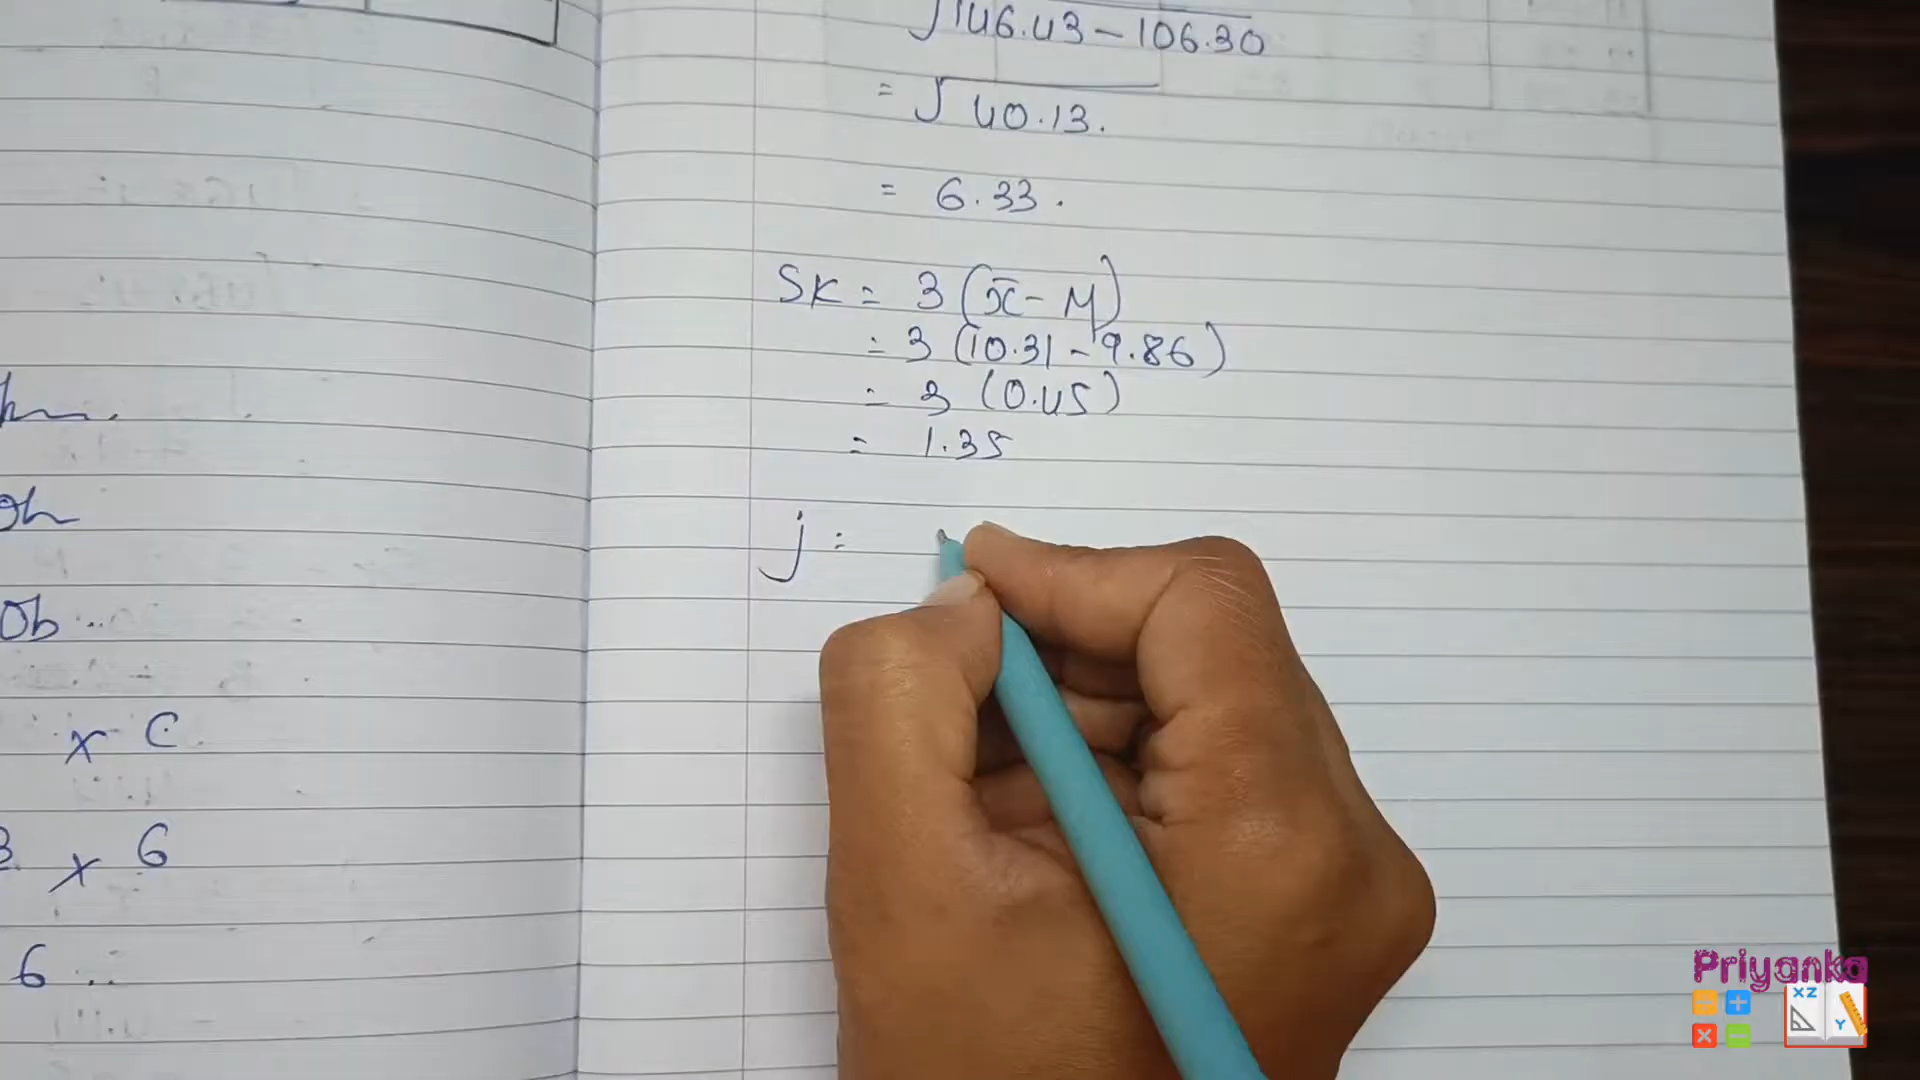 x c
x 6
6
√146.43 - 106.30
= √40.13.
= 6.33.
SK = 3 (x̄ - M)
= 3 (10.31 - 9.86)
= 3 (0.45)
= 1.35
j =
Priyanka
XZ
Y